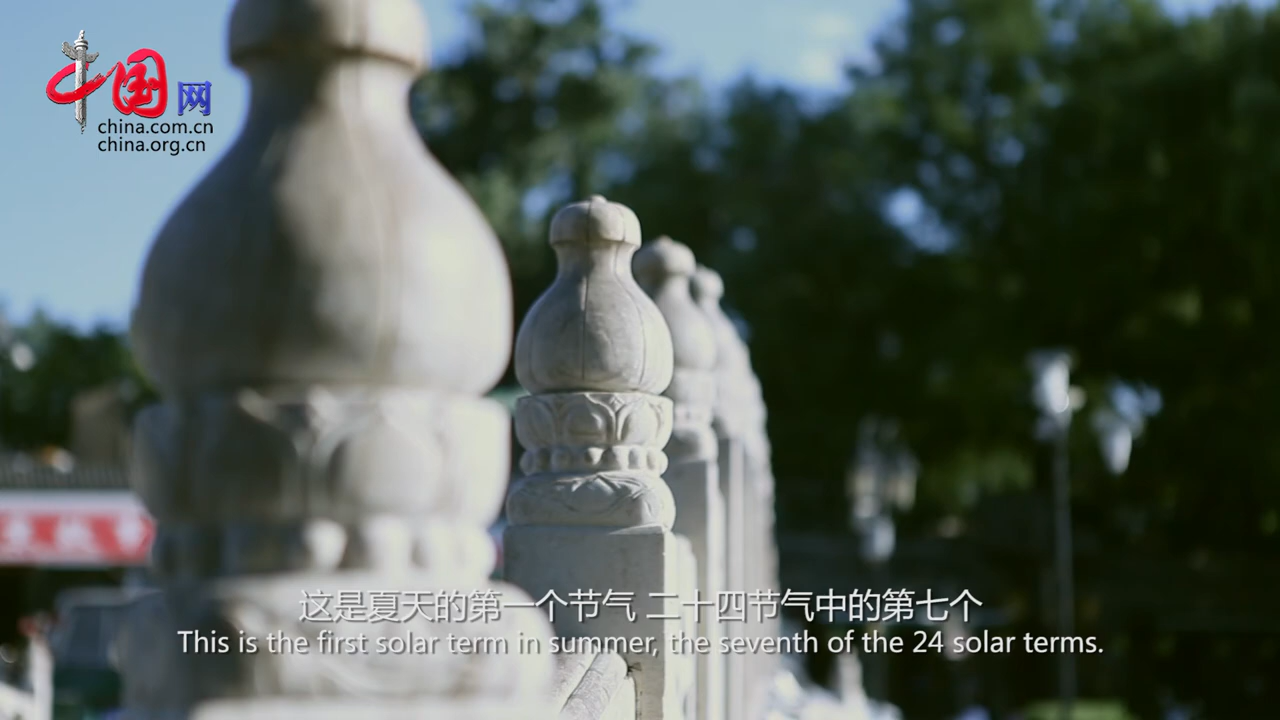 中国网
china.com.cn
china.org.cn
这是夏天的第一个节气 二十四节气中的第七个
This is the first solar term in summer, the seventh of the 24 solar terms.